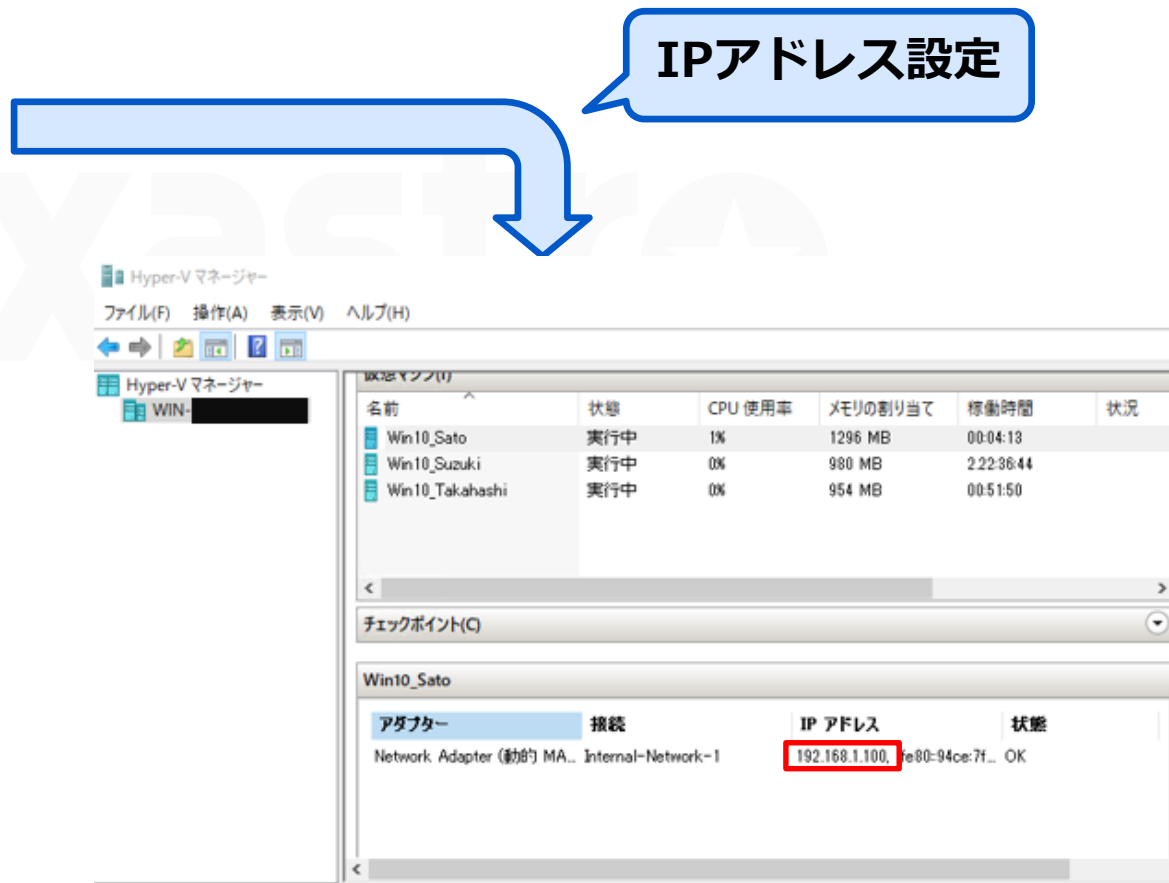 IPアドレス設定
xastro
Hyper-V マネージャー
ファイル(F) 操作(A) 表示(V) ヘルプ(H)
Hyper-V マネージャー
WIN-
仮想マシン(I)
名前 状態 CPU 使用率 メモリの割り当て 稼働時間 状況
Win10_Sato 実行中 1% 1296 MB 00:04:13
Win10_Suzuki 実行中 0% 980 MB 2.22:36:44
Win10_Takahashi 実行中 0% 954 MB 00:51:50
チェックポイント(C)
Win10_Sato
アダプター 接続 IP アドレス 状態
Network Adapter (動的 MA... Internal-Network-1 192.168.1.100, fe80::94ce:7f... OK